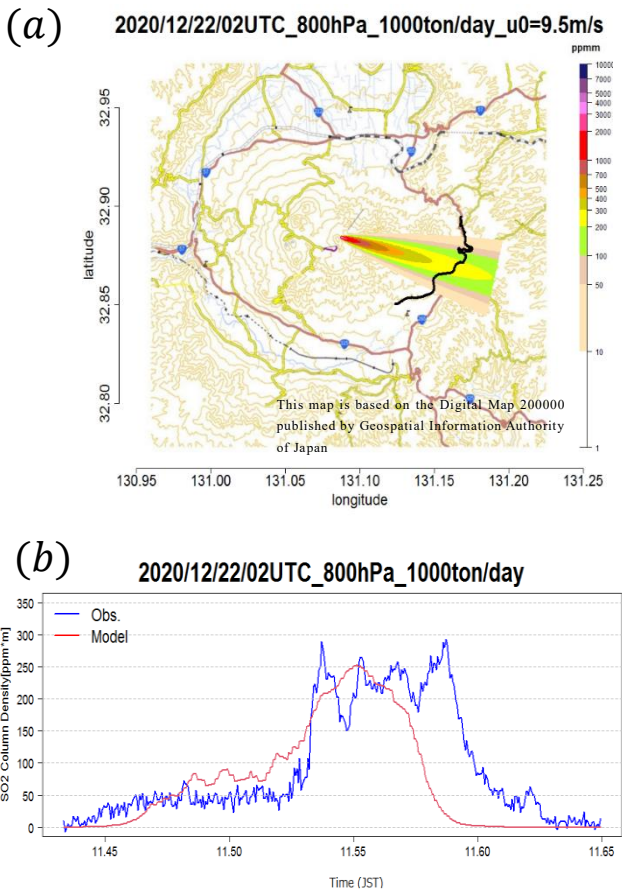 (a)
2020/12/22/02UTC_800hPa_1000ton/day_u0=9.5m/s
ppmm
10000
7000
5000
4000
3000
2000
1000
700
500
400
300
200
100
50
10
1
latitude
32.95
32.90
32.85
32.80
This map is based on the Digital Map 200000
published by Geospatial Information Authority
of Japan
130.95 131.00 131.05 131.10 131.15 131.20 131.25
longitude
(b)
2020/12/22/02UTC_800hPa_1000ton/day
SO2 Column Density[ppm*m]
350
300
250
200
150
100
50
0
Obs.
Model
11.45 11.50 11.55 11.60 11.65
Time (JST)